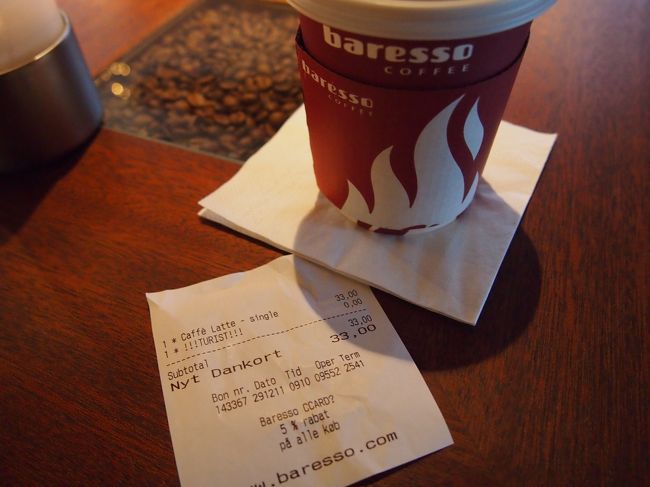 baresso
COFFEE
baresso
COFFEE
1 * Caffè Latte - single 33,00
1 * !!!TURIST!!! 0,00
Subtotal 33,00
Nyt Dankort 33,00
Bon nr. Dato Tid Oper Term
143367 291211 0910 09552 2541
Baresso CCARD?
5 % rabat
på alle køb
www.baresso.com